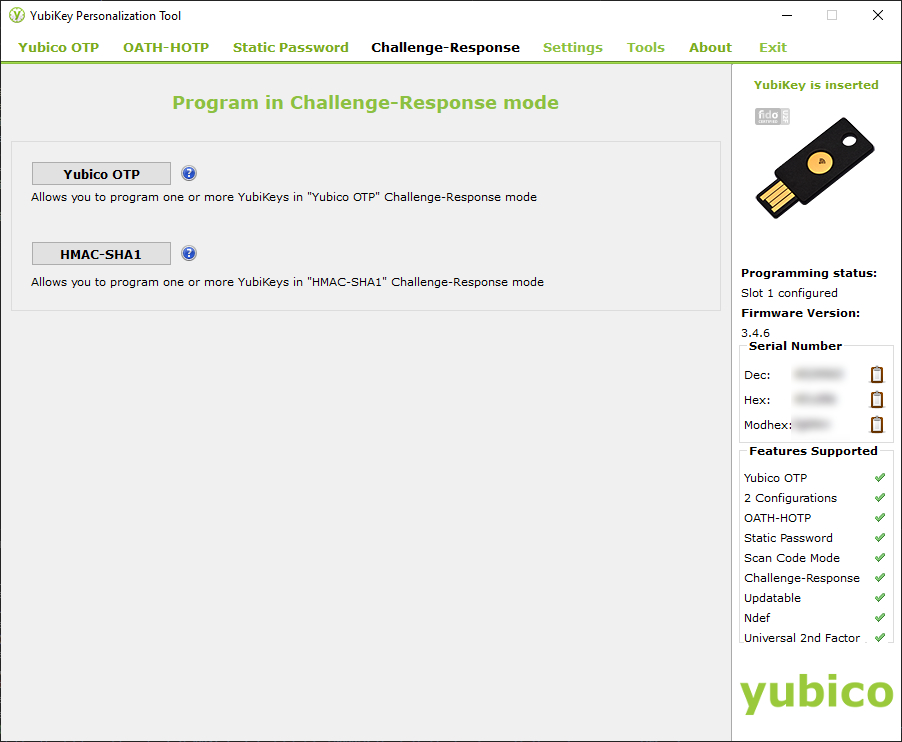 YubiKey Personalization Tool
Yubico OTP OATH-HOTP Static Password Challenge-Response Settings Tools About Exit
Program in Challenge-Response mode
Yubico OTP
Allows you to program one or more YubiKeys in "Yubico OTP" Challenge-Response mode
HMAC-SHA1
Allows you to program one or more YubiKeys in "HMAC-SHA1" Challenge-Response mode
YubiKey is inserted
fido
Programming status:
Slot 1 configured
Firmware Version:
3.4.6
Serial Number
Dec:
Hex:
Modhex:
Features Supported
Yubico OTP
2 Configurations
OATH-HOTP
Static Password
Scan Code Mode
Challenge-Response
Updatable
Ndef
Universal 2nd Factor
yubico